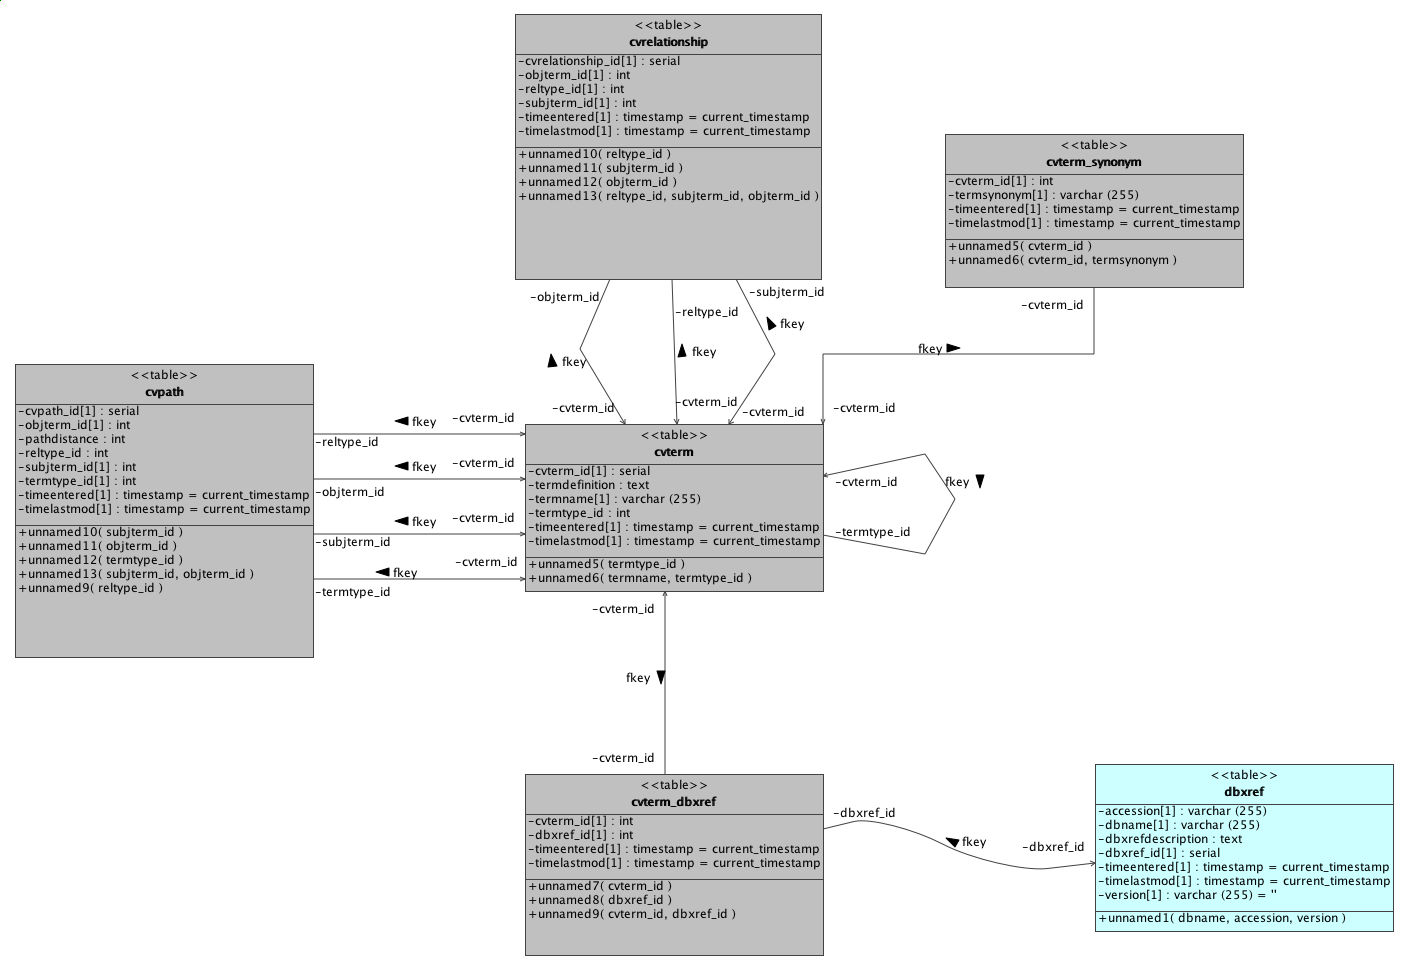 <<table>>
cvrelationship
-cvrelationship_id[1] : serial
-objterm_id[1] : int
-reltype_id[1] : int
-subjterm_id[1] : int
-timeentered[1] : timestamp = current_timestamp
-timelastmod[1] : timestamp = current_timestamp
+unnamed10( reltype_id )
+unnamed11( subjterm_id )
+unnamed12( objterm_id )
+unnamed13( reltype_id, subjterm_id, objterm_id )
<<table>>
cvterm_synonym
-cvterm_id[1] : int
-termsynonym[1] : varchar (255)
-timeentered[1] : timestamp = current_timestamp
-timelastmod[1] : timestamp = current_timestamp
+unnamed5( cvterm_id )
+unnamed6( cvterm_id, termsynonym )
-objterm_id
-reltype_id
-subjterm_id
-cvterm_id
fkey
fkey
fkey
fkey
-cvterm_id
-cvterm_id
-cvterm_id
-cvterm_id
<<table>>
cvpath
-cvpath_id[1] : serial
-objterm_id[1] : int
-pathdistance : int
-reltype_id : int
-subjterm_id[1] : int
-termtype_id[1] : int
-timeentered[1] : timestamp = current_timestamp
-timelastmod[1] : timestamp = current_timestamp
+unnamed10( subjterm_id )
+unnamed11( objterm_id )
+unnamed12( termtype_id )
+unnamed13( subjterm_id, objterm_id )
+unnamed9( reltype_id )
fkey
-cvterm_id
-reltype_id
fkey
-cvterm_id
-objterm_id
fkey
-cvterm_id
-subjterm_id
fkey
-cvterm_id
-termtype_id
<<table>>
cvterm
-cvterm_id[1] : serial
-termdefinition : text
-termname[1] : varchar (255)
-termtype_id : int
-timeentered[1] : timestamp = current_timestamp
-timelastmod[1] : timestamp = current_timestamp
+unnamed5( termtype_id )
+unnamed6( termname, termtype_id )
-cvterm_id
fkey
-termtype_id
-cvterm_id
fkey
-cvterm_id
<<table>>
cvterm_dbxref
-cvterm_id[1] : int
-dbxref_id[1] : int
-timeentered[1] : timestamp = current_timestamp
-timelastmod[1] : timestamp = current_timestamp
+unnamed7( cvterm_id )
+unnamed8( dbxref_id )
+unnamed9( cvterm_id, dbxref_id )
-dbxref_id
fkey
-dbxref_id
<<table>>
dbxref
-accession[1] : varchar (255)
-dbname[1] : varchar (255)
-dbxrefdescription : text
-dbxref_id[1] : serial
-timeentered[1] : timestamp = current_timestamp
-timelastmod[1] : timestamp = current_timestamp
-version[1] : varchar (255) = ''
+unnamed1( dbname, accession, version )